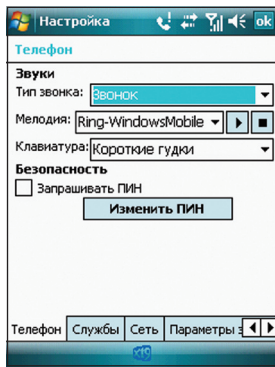 Настройка ok
Телефон
Звуки
Тип звонка: Звонок
Мелодия: Ring-WindowsMobile
Клавиатура: Короткие гудки
Безопасность
Запрашивать ПИН
Изменить ПИН
Телефон Службы Сеть Параметры